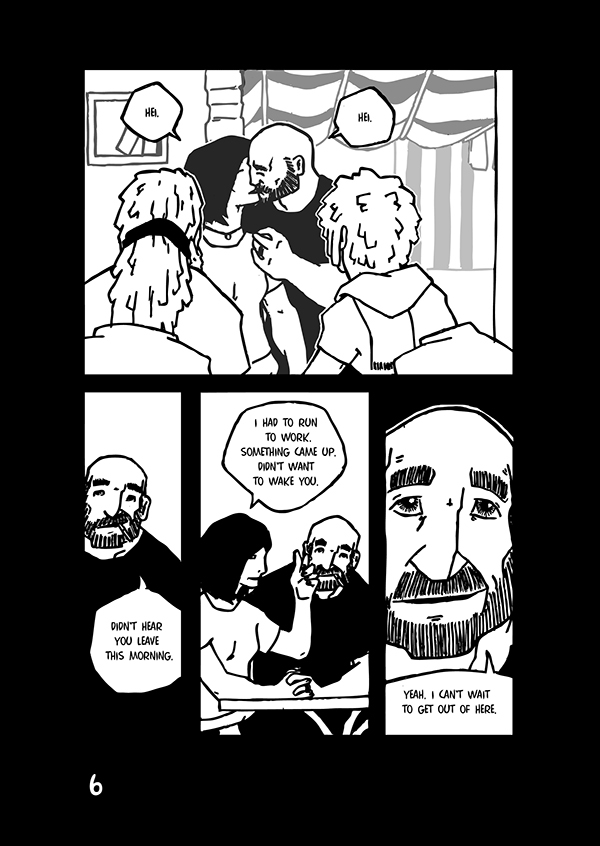 HEI.
HEI.
DIDN'T HEAR
YOU LEAVE
THIS MORNING.
I HAD TO RUN
TO WORK.
SOMETHING CAME UP.
DIDN'T WANT
TO WAKE YOU.
YEAH. I CAN'T WAIT
TO GET OUT OF HERE.
6